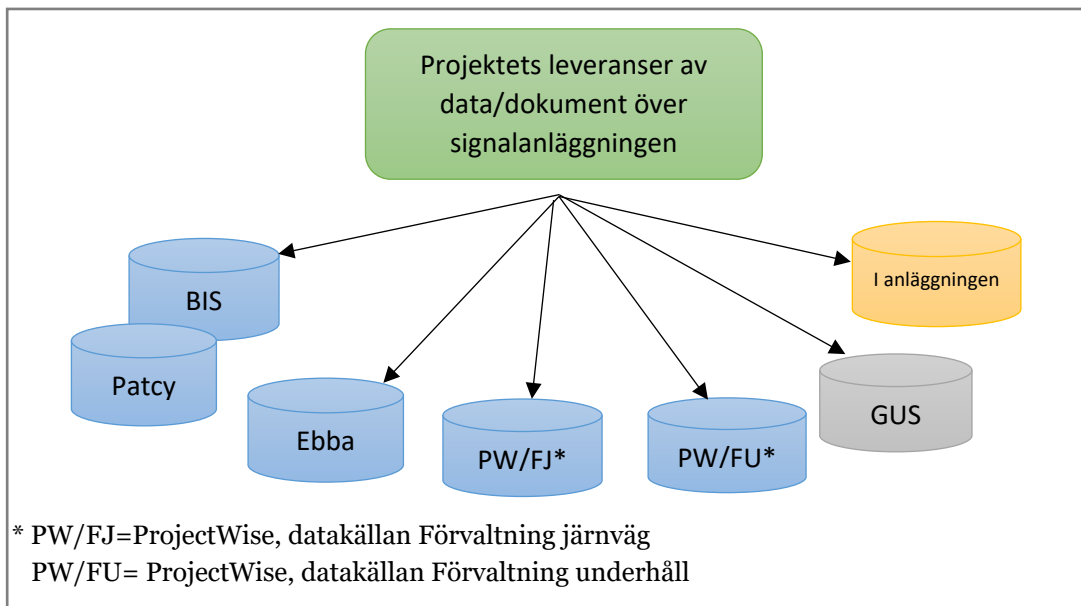 Projektets leveranser av
data/dokument över
signalanläggningen
I anläggningen
BIS
Patcy
GUS
Ebba
PW/FJ*
PW/FU*
* PW/FJ=ProjectWise, datakällan Förvaltning järnväg
PW/FU= ProjectWise, datakällan Förvaltning underhåll